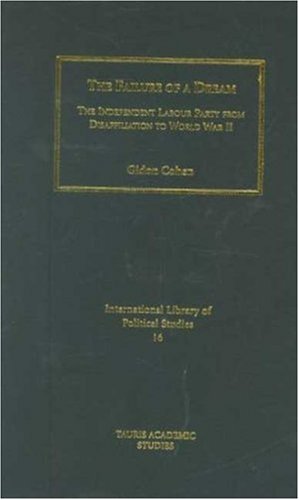 THE FAILURE OF A DREAM
THE INDEPENDENT LABOUR PARTY FROM
DISAFFILIATION TO WORLD WAR II
Gidon Cohen
International Library of
Political Studies
16
TAURIS ACADEMIC
STUDIES